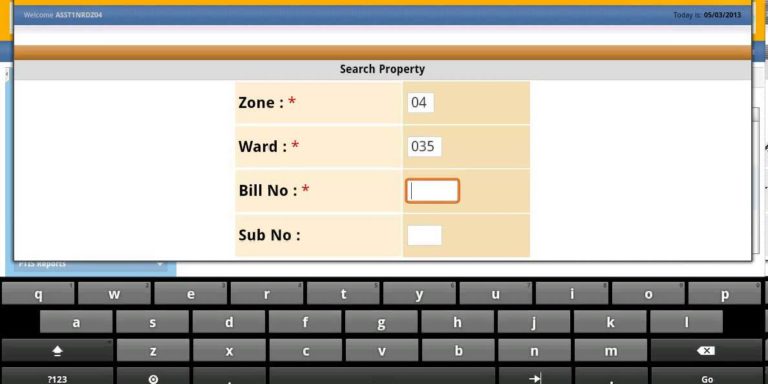 Welcome ASST1NRDZ04
Today is: 05/03/2013
Search Property
Zone : * 04
Ward : * 035
Bill No : *
Sub No :
PTIS Reports
q w e r t y u i o p
a s d f g h j k l
z x c v b n m
?123 Go